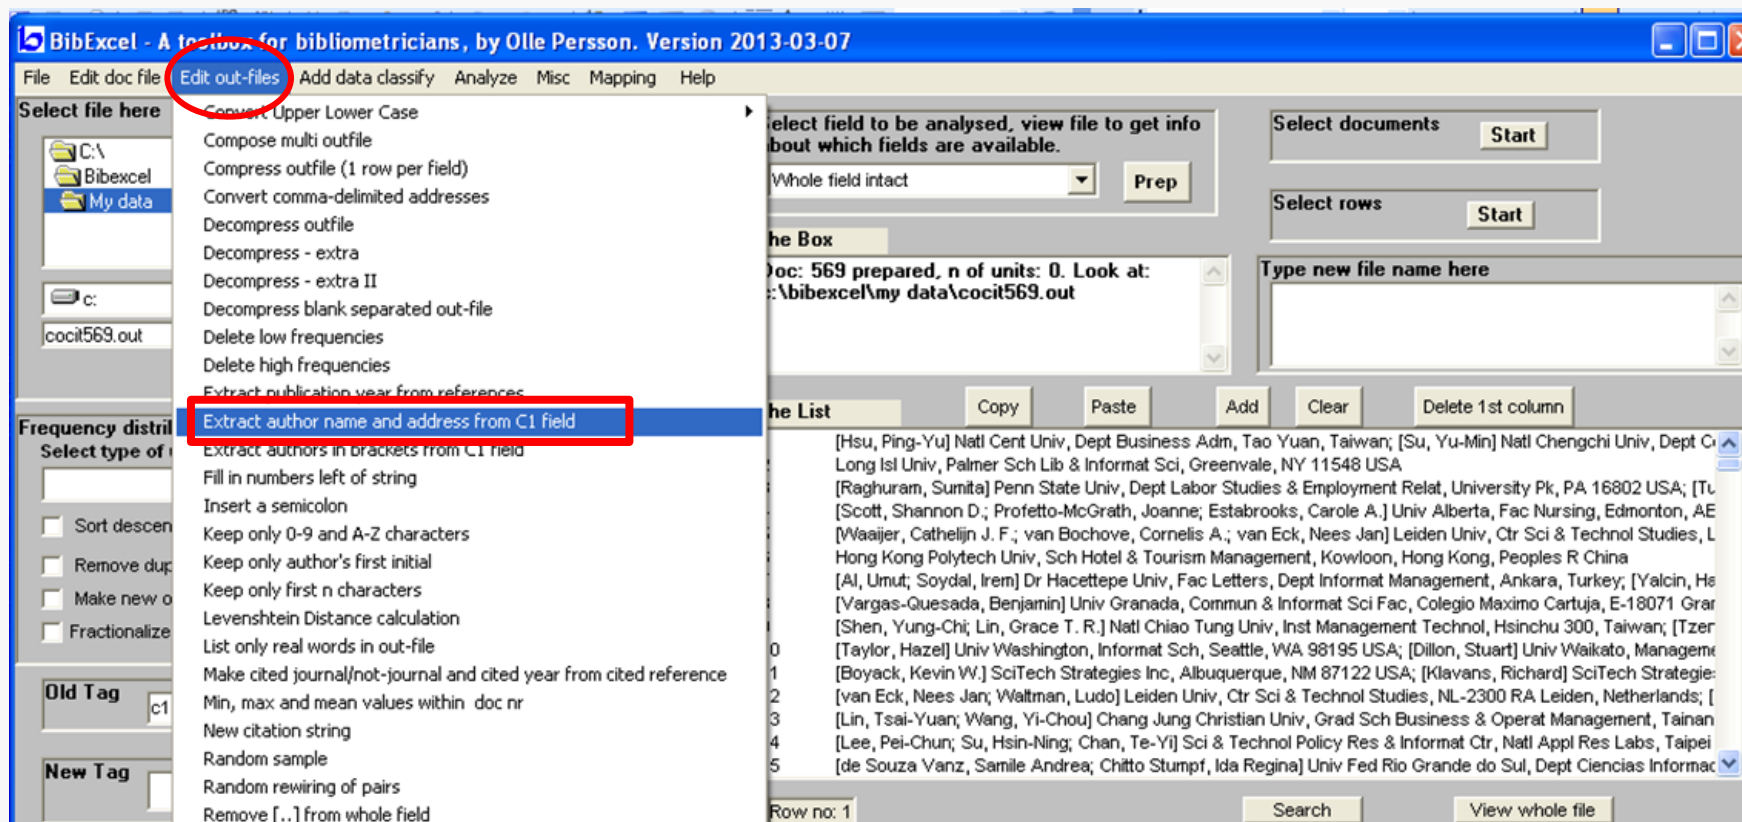 BibExcel - A toolbox for bibliometricians, by Olle Persson. Version 2013-03-07
File Edit doc file Edit out-files Add data classify Analyze Misc Mapping Help
Select file here
C:\
Bibexcel
My data
c:
cocit569.out
Frequency distril
Select type of
Sort descen
Remove dup
Make new o
Fractionalize
Old Tag
c1
New Tag
Convert Upper Lower Case
Compose multi outfile
Compress outfile (1 row per field)
Convert comma-delimited addresses
Decompress outfile
Decompress - extra
Decompress - extra II
Decompress blank separated out-file
Delete low frequencies
Delete high frequencies
Extract publication year from references
Extract author name and address from C1 field
Extract authors in brackets from C1 field
Fill in numbers left of string
Insert a semicolon
Keep only 0-9 and A-Z characters
Keep only author's first initial
Keep only first n characters
Levenshtein Distance calculation
List only real words in out-file
Make cited journal/not-journal and cited year from cited reference
Min, max and mean values within doc nr
New citation string
Random sample
Random rewiring of pairs
Remove [..] from whole field
elect field to be analysed, view file to get info
bout which fields are available.
Whole field intact
Prep
Select documents
Start
Select rows
Start
he Box
Doc: 569 prepared, n of units: 0. Look at:
c:\bibexcel\my data\cocit569.out
Type new file name here
he List
Copy Paste Add Clear Delete 1st column
[Hsu, Ping-Yu] Natl Cent Univ, Dept Business Adm, Tao Yuan, Taiwan; [Su, Yu-Min] Natl Chengchi Univ, Dept C
Long Isl Univ, Palmer Sch Lib & Informat Sci, Greenvale, NY 11548 USA
[Raghuram, Sumita] Penn State Univ, Dept Labor Studies & Employment Relat, University Pk, PA 16802 USA; [Tu
[Scott, Shannon D.; Profetto-McGrath, Joanne; Estabrooks, Carole A.] Univ Alberta, Fac Nursing, Edmonton, AE
[Waaijer, Cathelijn J. F.; van Bochove, Cornelis A.; van Eck, Nees Jan] Leiden Univ, Ctr Sci & Technol Studies, L
Hong Kong Polytech Univ, Sch Hotel & Tourism Management, Kowloon, Hong Kong, Peoples R China
[Al, Umut; Soydal, Irem] Dr Hacettepe Univ, Fac Letters, Dept Informat Management, Ankara, Turkey; [Yalcin, Ha
[Vargas-Quesada, Benjamin] Univ Granada, Commun & Informat Sci Fac, Colegio Maximo Cartuja, E-18071 Grar
[Shen, Yung-Chi; Lin, Grace T. R.] Natl Chiao Tung Univ, Inst Management Technol, Hsinchu 300, Taiwan; [Tzer
0 [Taylor, Hazel] Univ Washington, Informat Sch, Seattle, WA 98195 USA; [Dillon, Stuart] Univ Waikato, Manageme
1 [Boyack, Kevin W.] SciTech Strategies Inc, Albuquerque, NM 87122 USA; [Klavans, Richard] SciTech Strategie
2 [van Eck, Nees Jan; Waltman, Ludo] Leiden Univ, Ctr Sci & Technol Studies, NL-2300 RA Leiden, Netherlands; [
3 [Lin, Tsai-Yuan; Wang, Yi-Chou] Chang Jung Christian Univ, Grad Sch Business & Operat Management, Tainan
4 [Lee, Pei-Chun; Su, Hsin-Ning; Chan, Te-Yi] Sci & Technol Policy Res & Informat Ctr, Natl Appl Res Labs, Taipei
5 [de Souza Vanz, Samile Andrea; Chitto Stumpf, Ida Regina] Univ Fed Rio Grande do Sul, Dept Ciencias Informac
Row no: 1
Search
View whole file